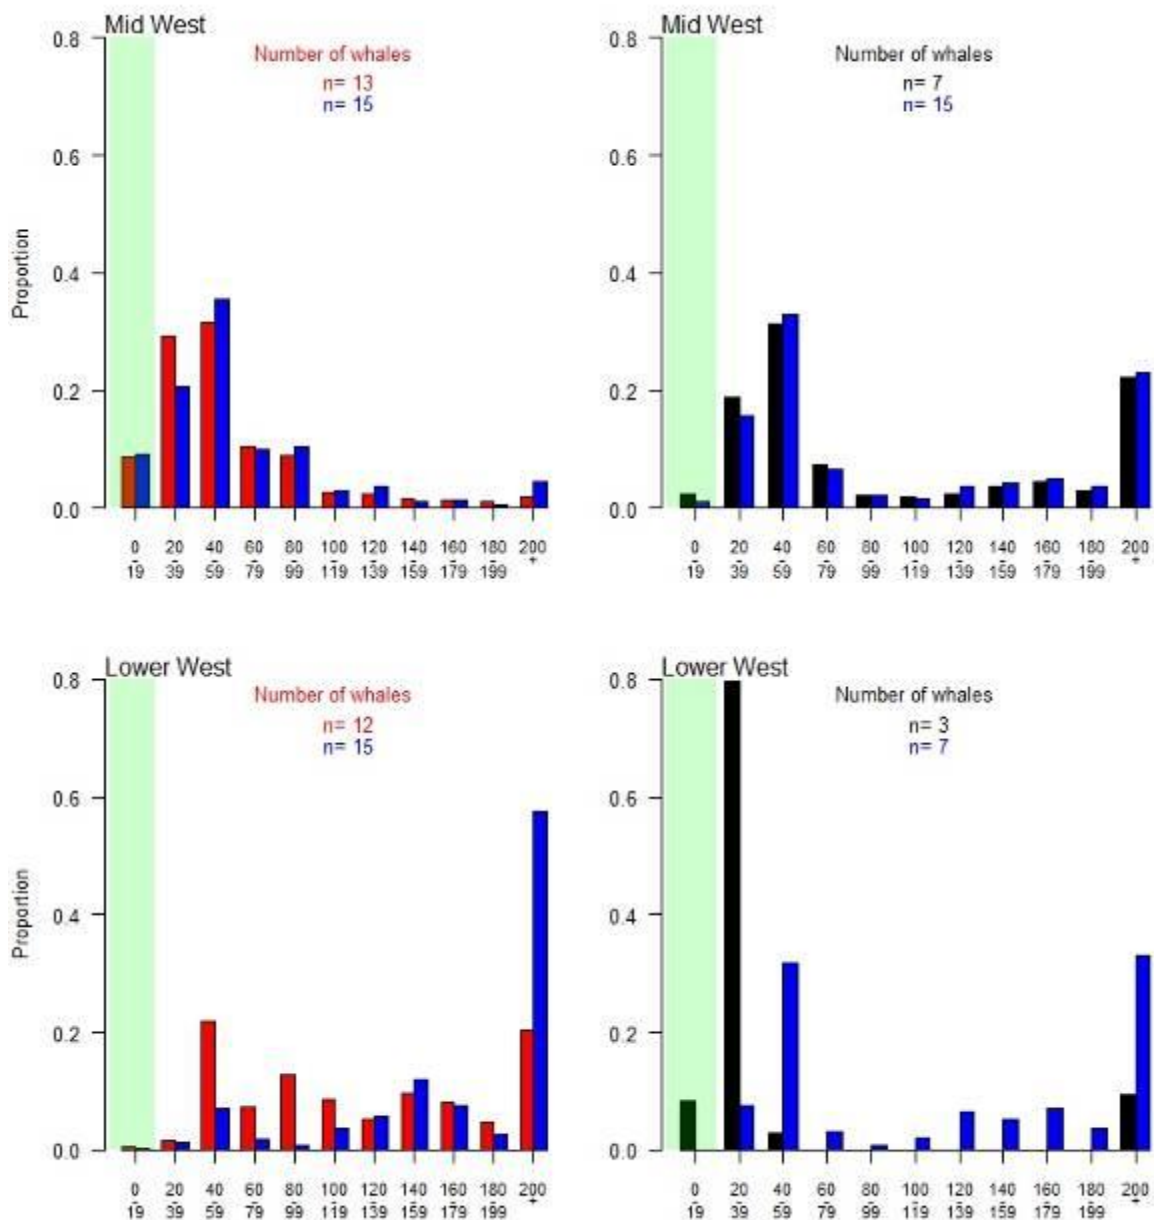 Mid West
Number of whales
n= 13
n= 15
0.8
0.6
0.4
0.2
0.0
Proportion
0 20 40 60 80 100 120 140 160 180 200
- - - - - - - - - - +
19 39 59 79 99 119 139 159 179 199
Mid West
Number of whales
n= 7
n= 15
0.8
0.6
0.4
0.2
0.0
0 20 40 60 80 100 120 140 160 180 200
- - - - - - - - - - +
19 39 59 79 99 119 139 159 179 199
Lower West
Number of whales
n= 12
n= 15
0.8
0.6
0.4
0.2
0.0
Proportion
0 20 40 60 80 100 120 140 160 180 200
- - - - - - - - - - +
19 39 59 79 99 119 139 159 179 199
Lower West
Number of whales
n= 3
n= 7
0.8
0.6
0.4
0.2
0.0
0 20 40 60 80 100 120 140 160 180 200
- - - - - - - - - - +
19 39 59 79 99 119 139 159 179 199